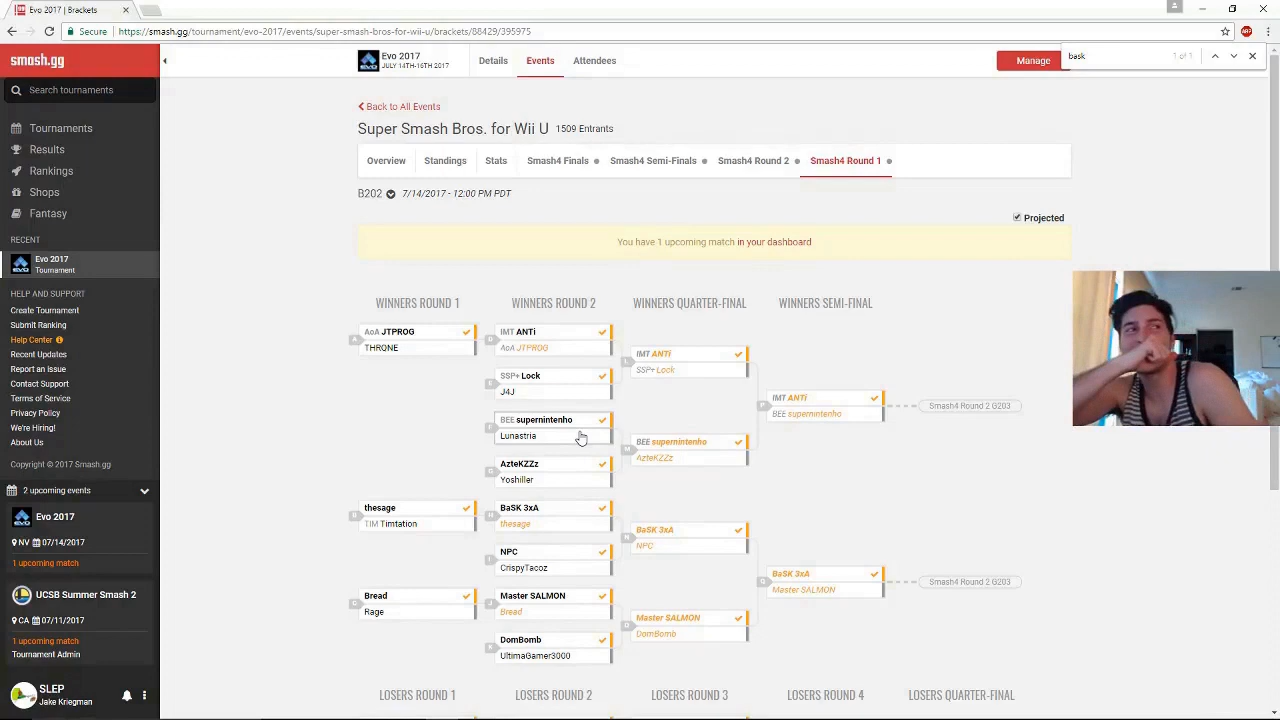 Evo 2017 |
Secure https://smash.gg/tournament/evo-2017/events/super-smash-bros-for-wii-u/brackets/88429/395975
bask 1 of 1
smash.gg
Search tournaments
Tournaments
Results
Rankings
Shops
Fantasy
RECENT
Evo 2017
Tournament
HELP AND SUPPORT
Create Tournament
Submit Ranking
Help Center
Recent Updates
Report an Issue
Contact Support
Terms of Service
Privacy Policy
We're Hiring!
About Us
Copyright © 2017 Smash.gg
2 upcoming events
Evo 2017
NV 07/14/2017
1 upcoming match
UCSB Summer Smash 2
CA 07/11/2017
1 upcoming match
Tournament Admin
SLEP
Jake Kriegman
Evo 2017
JULY 14TH-16TH 2017
Details Events Attendees
Manage
Back to All Events
Super Smash Bros. for Wii U 1509 Entrants
Overview Standings Stats Smash4 Finals Smash4 Semi-Finals Smash4 Round 2 Smash4 Round 1
B202 7/14/2017 - 12:00 PM PDT
Projected
You have 1 upcoming match in your dashboard
WINNERS ROUND 1 WINNERS ROUND 2 WINNERS QUARTER-FINAL WINNERS SEMI-FINAL
A AoA JTPROG
THRONE
B thesage
TIM Timtation
C Bread
Rage
D IMT ANTi
AoA JTPROG
E SSP+ Lock
J4J
F BEE supernintenho
Lunastria
G AzteKZZz
Yoshiller
H BaSK 3xA
thesage
I NPC
CrispyTacoz
J Master SALMON
Bread
K DomBomb
UltimaGamer3000
L IMT ANTi
SSP+ Lock
M BEE supernintenho
AzteKZZz
N BaSK 3xA
NPC
O Master SALMON
DomBomb
P IMT ANTi
BEE supernintenho
Smash4 Round 2 G203
Q BaSK 3xA
Master SALMON
Smash4 Round 2 G203
LOSERS ROUND 1 LOSERS ROUND 2 LOSERS ROUND 3 LOSERS ROUND 4 LOSERS QUARTER-FINAL